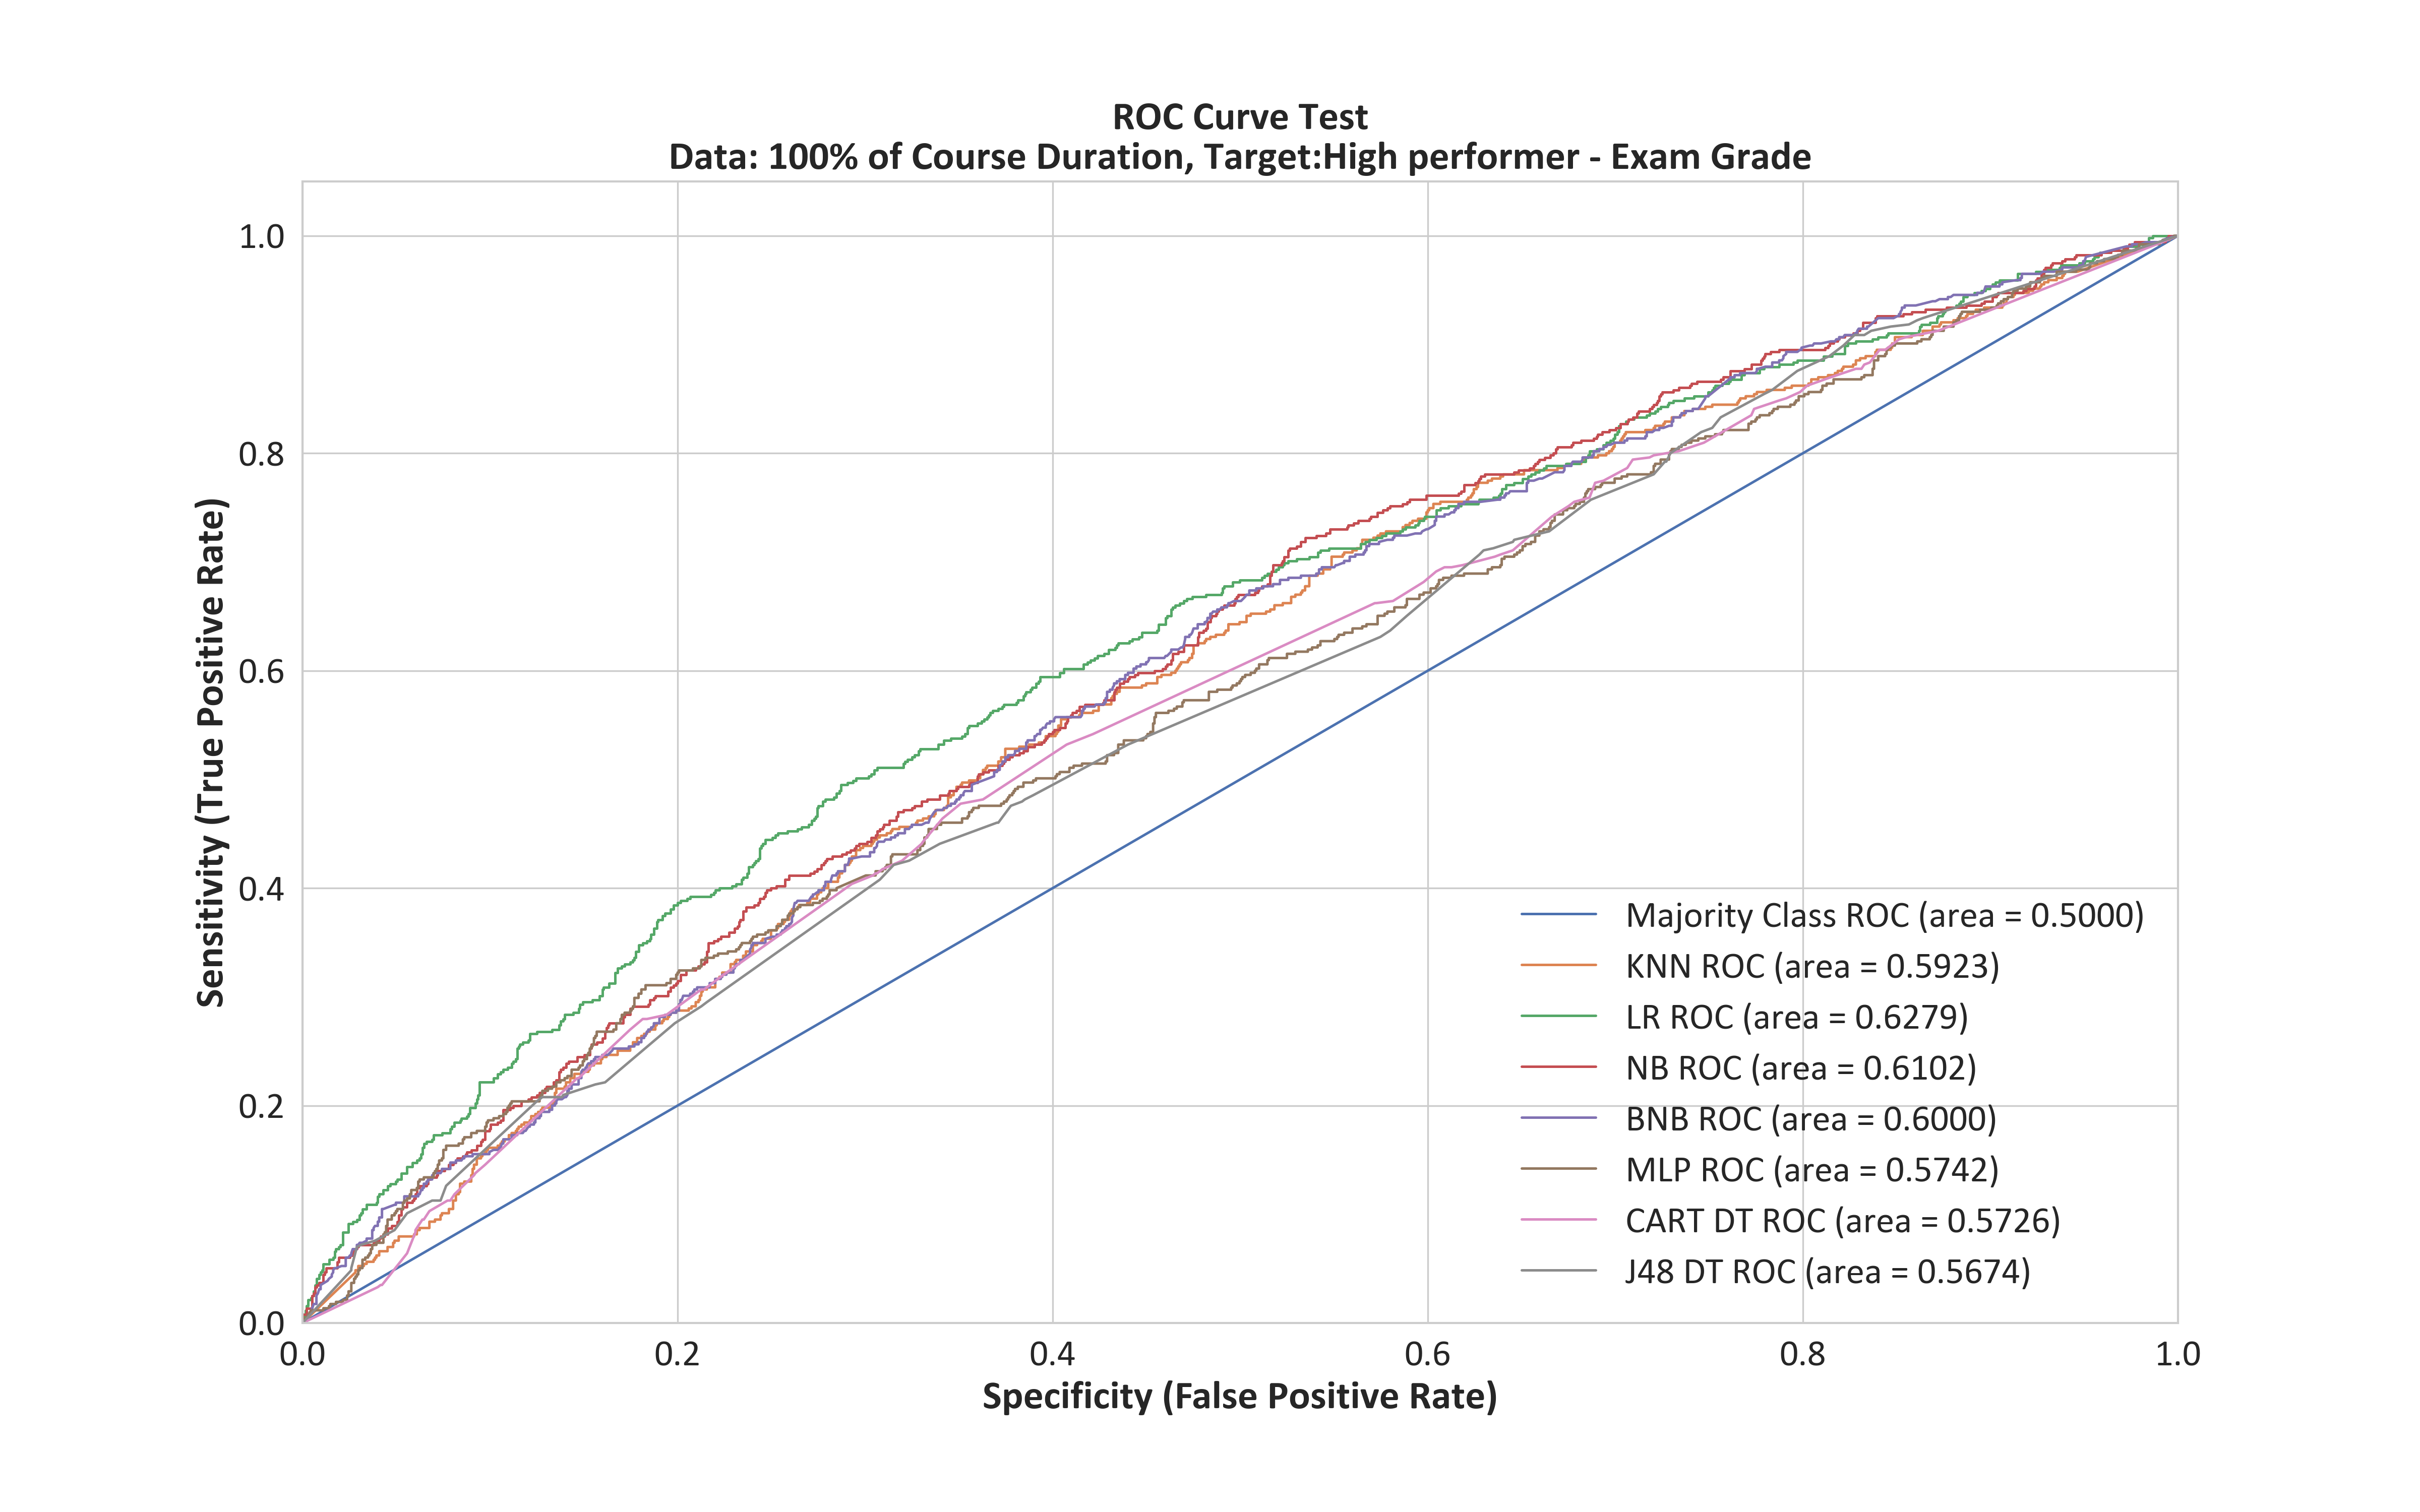 ROC Curve Test
Data: 100% of Course Duration, Target:High performer - Exam Grade
Sensitivity (True Positive Rate)
1.0
0.8
0.6
0.4
0.2
0.0
Majority Class ROC (area = 0.5000)
KNN ROC (area = 0.5923)
LR ROC (area = 0.6279)
NB ROC (area = 0.6102)
BNB ROC (area = 0.6000)
MLP ROC (area = 0.5742)
CART DT ROC (area = 0.5726)
J48 DT ROC (area = 0.5674)
0.0 0.2 0.4 0.6 0.8 1.0
Specificity (False Positive Rate)